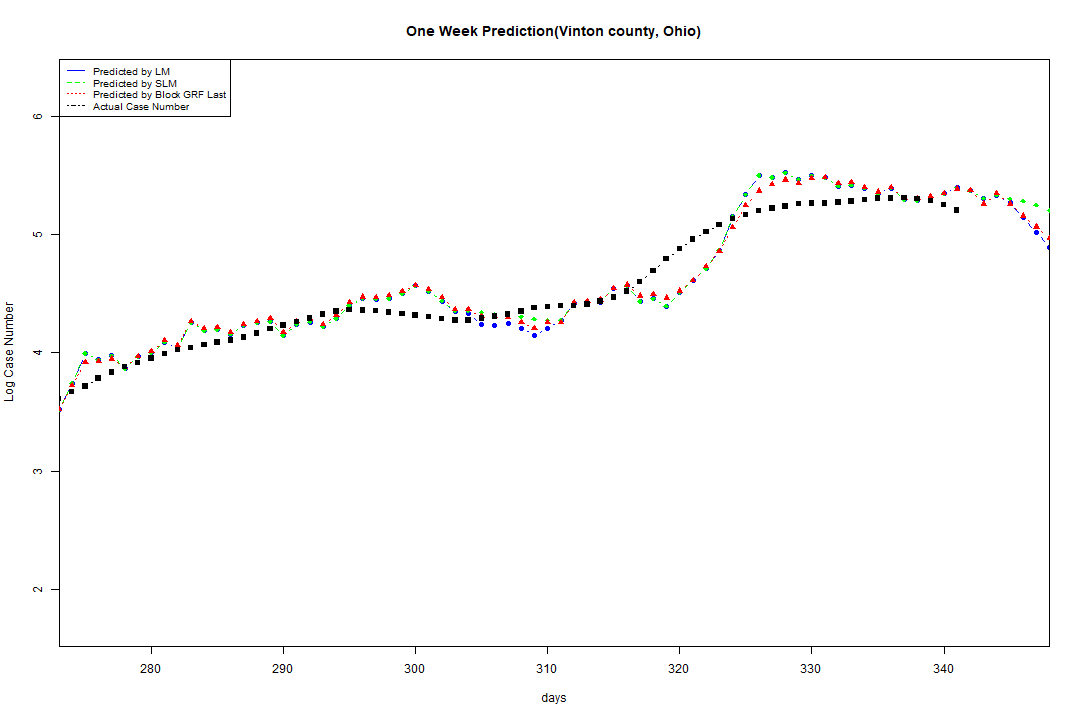 One Week Prediction(Vinton county, Ohio)
Predicted by LM
Predicted by SLM
Predicted by Block GRF Last
Actual Case Number
6
5
4
3
2
Log Case Number
280 290 300 310 320 330 340
days